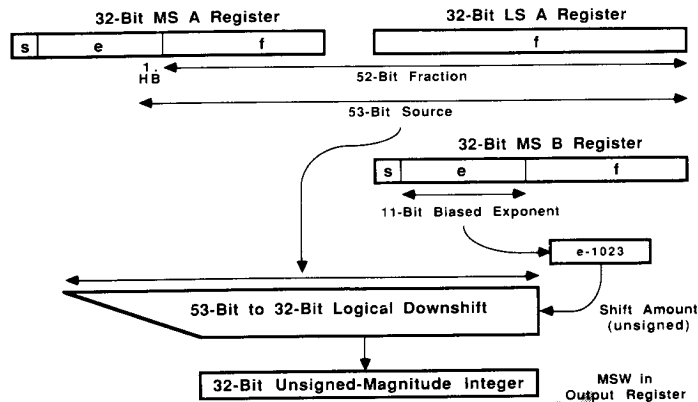 32-Bit MS A Register
32-Bit LS A Register
s e f
f
1.
HB
52-Bit Fraction
53-Bit Source
32-Bit MS B Register
s e f
11-Bit Biased Exponent
e-1023
53-Bit to 32-Bit Logical Downshift
Shift Amount
(unsigned)
32-Bit Unsigned-Magnitude Integer
MSW in
Output Register